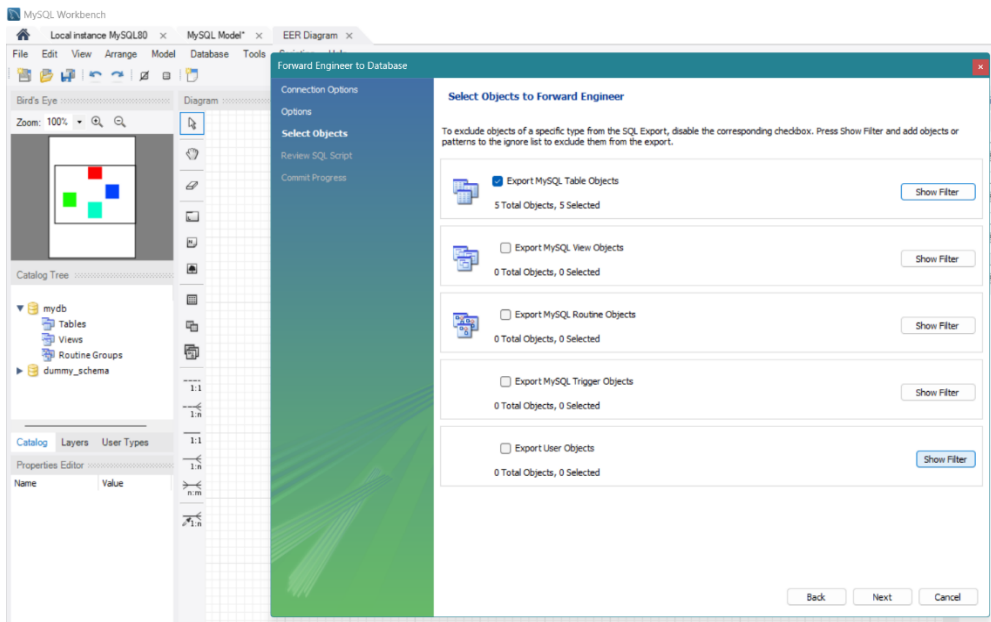 MySQL Workbench
Local instance MySQL80 × MySQL Model* × EER Diagram ×
File Edit View Arrange Model Database Tools
Bird's Eye
Zoom: 100%
Catalog Tree
mydb
Tables
Views
Routine Groups
dummy_schema
Catalog Layers User Types
Properties Editor
Name Value
Diagram
1:1
1:n
1:1
1:n
n:m
1:n
Forward Engineer to Database
Connection Options
Options
Select Objects
Review SQL Script
Commit Progress
Select Objects to Forward Engineer
To exclude objects of a specific type from the SQL Export, disable the corresponding checkbox. Press Show Filter and add objects or
patterns to the ignore list to exclude them from the export.
Export MySQL Table Objects
5 Total Objects, 5 Selected
Show Filter
Export MySQL View Objects
0 Total Objects, 0 Selected
Show Filter
Export MySQL Routine Objects
0 Total Objects, 0 Selected
Show Filter
Export MySQL Trigger Objects
0 Total Objects, 0 Selected
Show Filter
Export User Objects
0 Total Objects, 0 Selected
Show Filter
Back Next Cancel